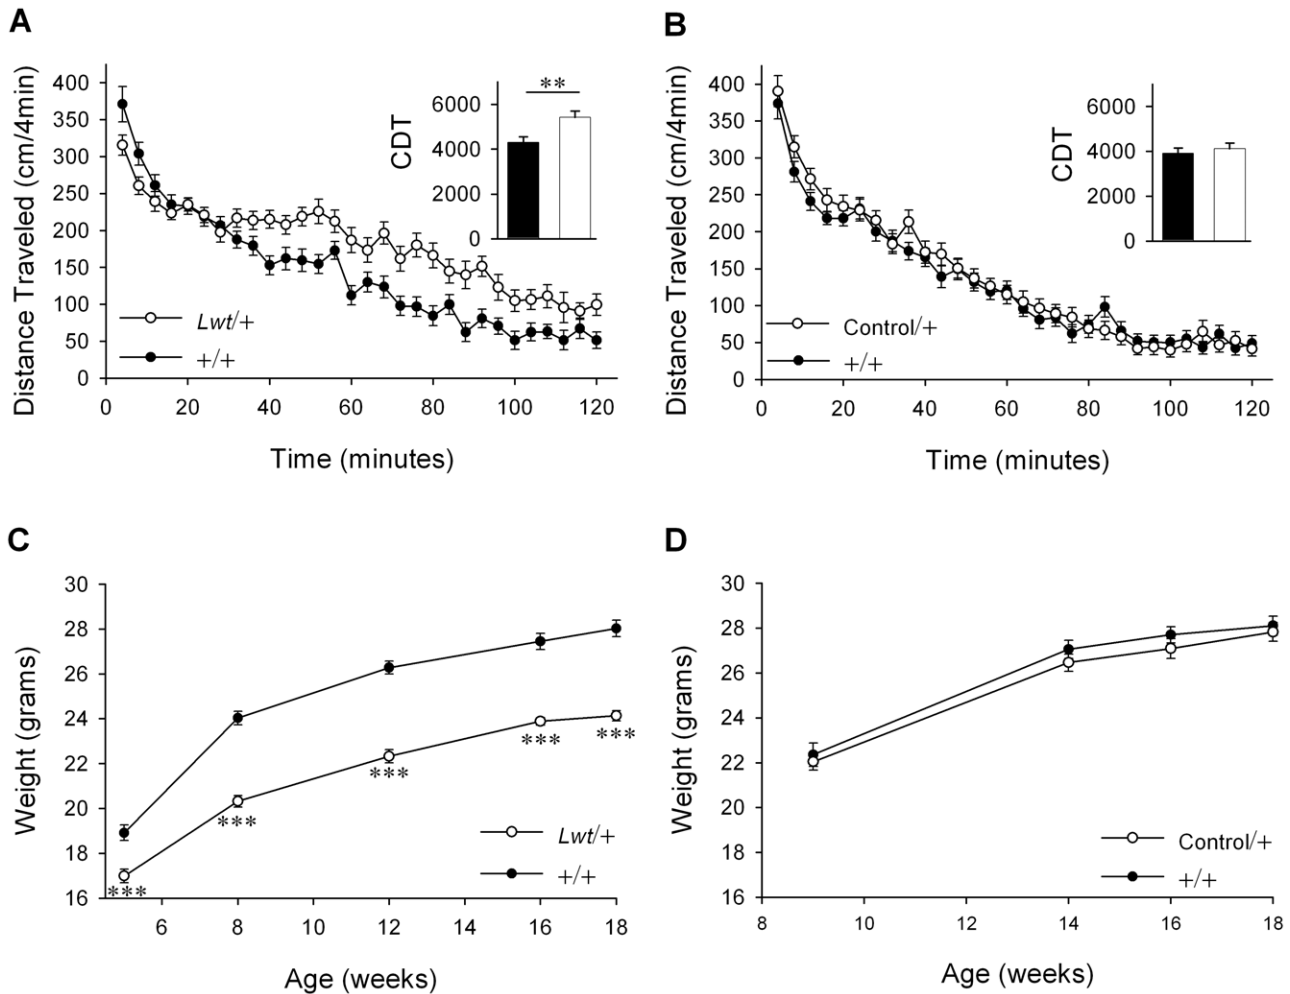 A
Distance Traveled (cm/4min)
400
350
300
250
200
150
100
50
0
0 20 40 60 80 100 120
Time (minutes)
CDT
6000
4000
2000
0
**
Lwt/+
+/+
B
Distance Traveled (cm/4min)
400
350
300
250
200
150
100
50
0
0 20 40 60 80 100 120
Time (minutes)
CDT
6000
4000
2000
0
Control/+
+/+
C
Weight (grams)
30
28
26
24
22
20
18
16
6 8 10 12 14 16 18
Age (weeks)
*** *** *** *** ***
Lwt/+
+/+
D
Weight (grams)
30
28
26
24
22
20
18
16
8 10 12 14 16 18
Age (weeks)
Control/+
+/+